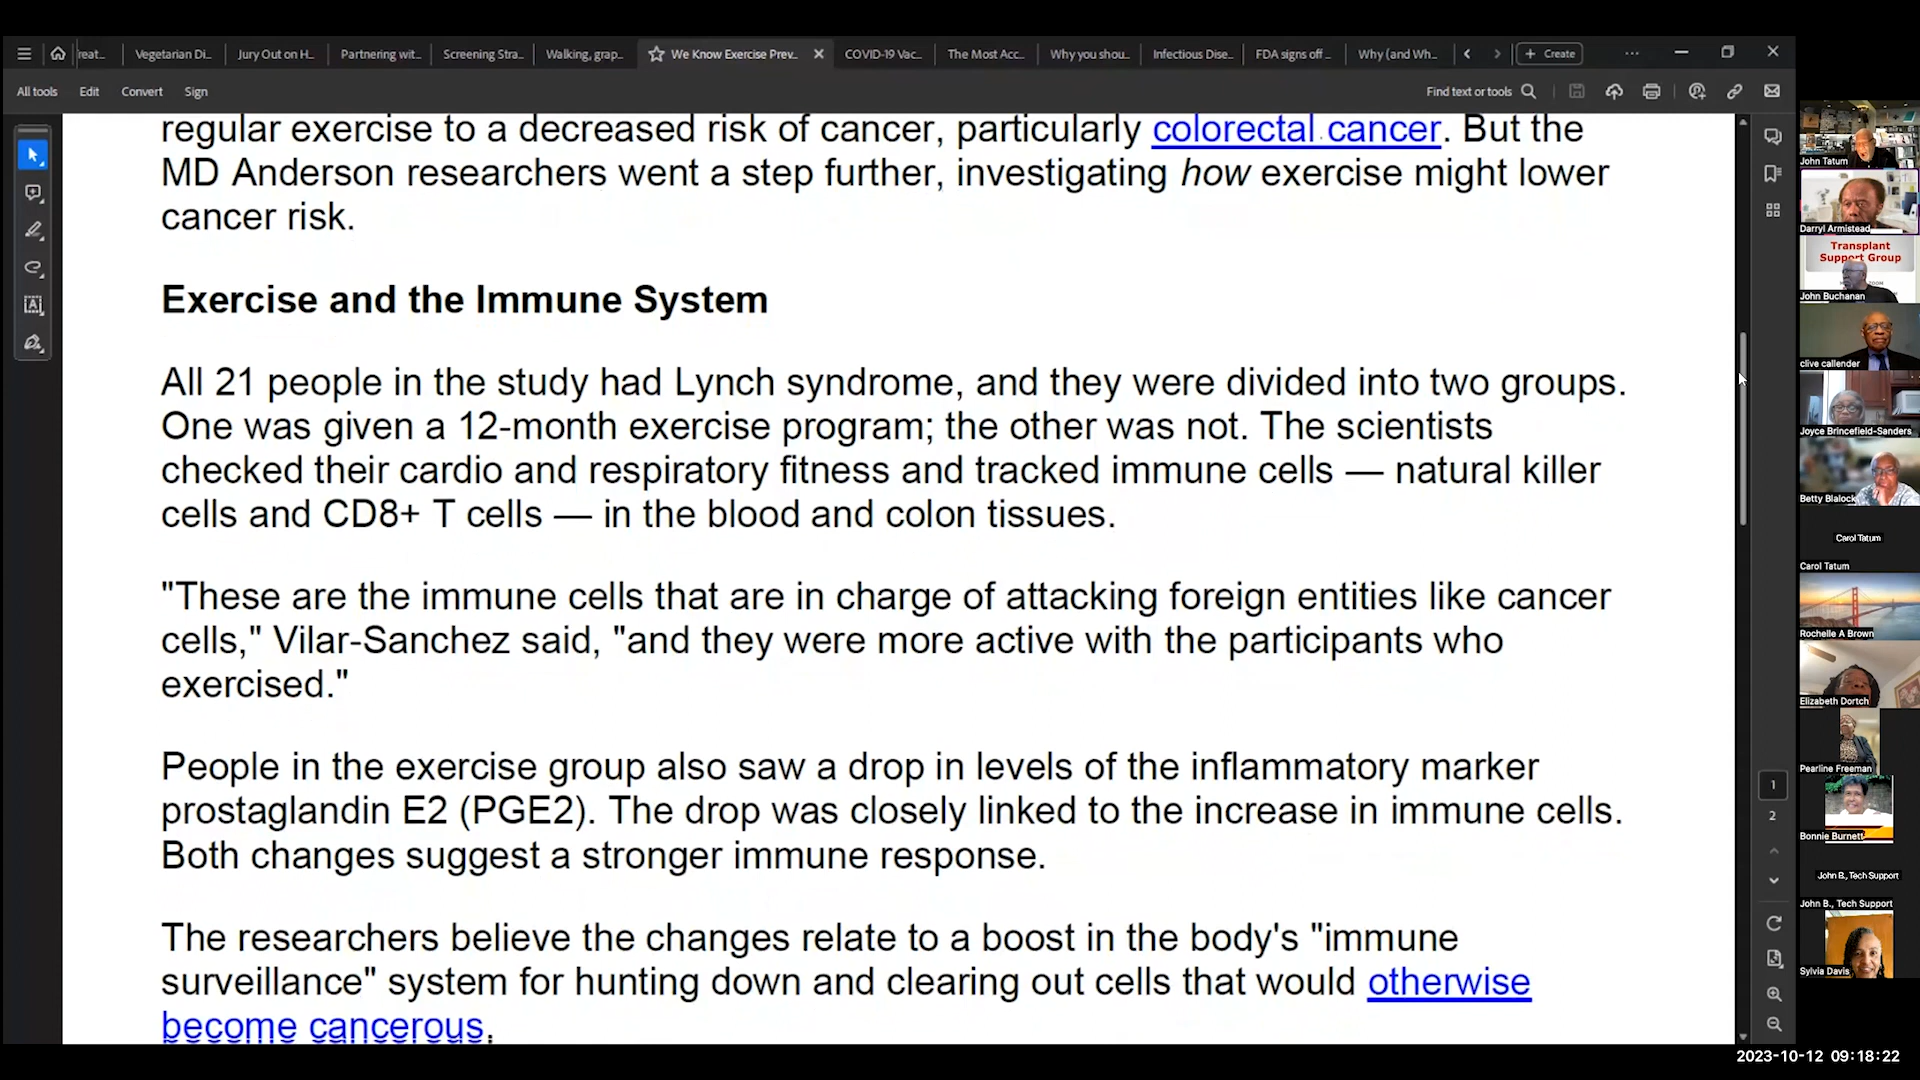 reat...
Vegetarian Di...
Jury Out on H...
Partnering wit...
Screening Stra...
Walking, grap...
We Know Exercise Prev...
COVID-19 Vac...
The Most Acc...
Why you shou...
Infectious Dise...
FDA signs off ...
Why (and Wh...
+ Create
All tools
Edit
Convert
Sign
Find text or tools
regular exercise to a decreased risk of cancer, particularly colorectal cancer. But the
MD Anderson researchers went a step further, investigating how exercise might lower
cancer risk.
Exercise and the Immune System
All 21 people in the study had Lynch syndrome, and they were divided into two groups.
One was given a 12-month exercise program; the other was not. The scientists
checked their cardio and respiratory fitness and tracked immune cells — natural killer
cells and CD8+ T cells — in the blood and colon tissues.
"These are the immune cells that are in charge of attacking foreign entities like cancer
cells," Vilar-Sanchez said, "and they were more active with the participants who
exercised."
People in the exercise group also saw a drop in levels of the inflammatory marker
prostaglandin E2 (PGE2). The drop was closely linked to the increase in immune cells.
Both changes suggest a stronger immune response.
The researchers believe the changes relate to a boost in the body's "immune
surveillance" system for hunting down and clearing out cells that would otherwise
become cancerous.
1
2
John Tatum
Darryl Armistead
Transplant
Support Group
John Buchanan
clive callender
Joyce Brincefield-Sanders
Betty Blalock
Carol Tatum
Carol Tatum
Rochelle A Brown
Elizabeth Dortch
Pearline Freeman
Bonnie Burnett
John B., Tech Support
John B., Tech Support
Sylvia Davis
2023-10-12 09:18:22